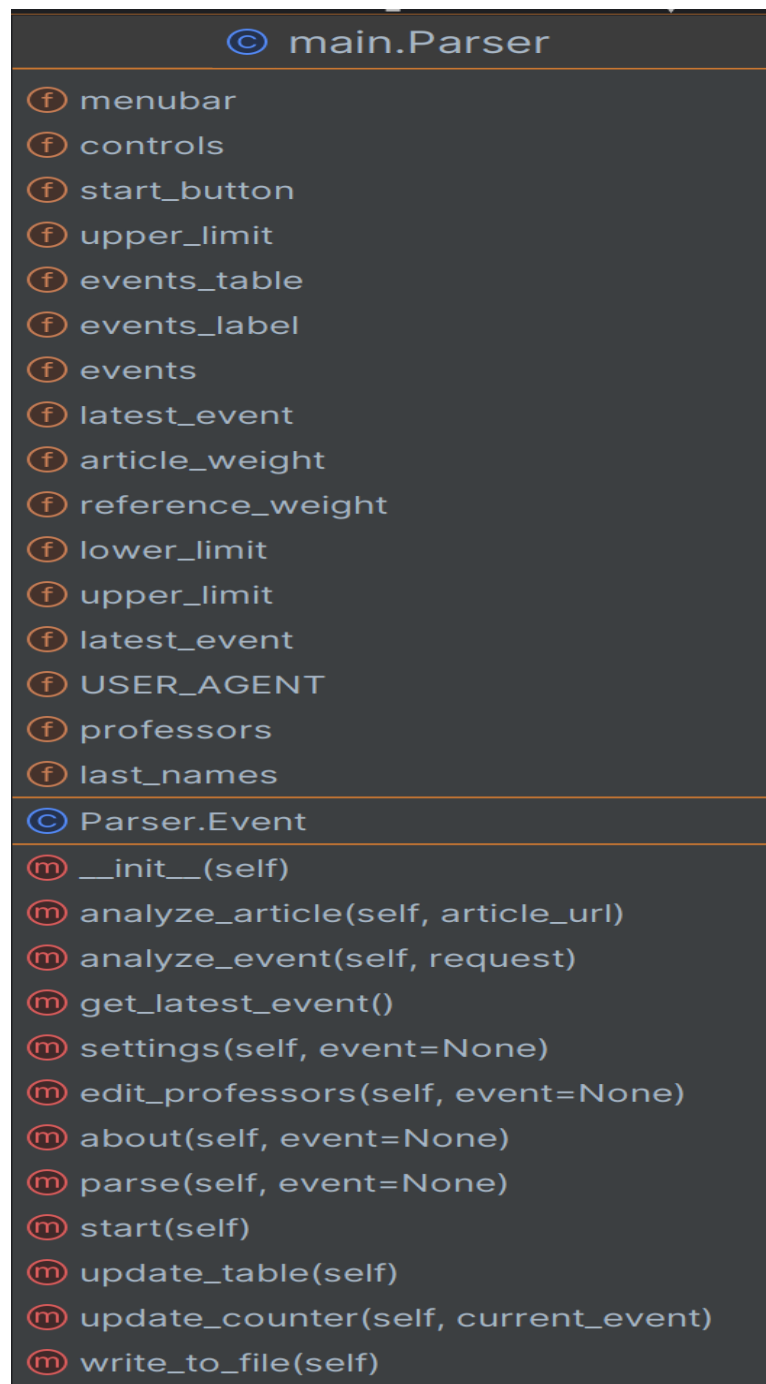 © main.Parser
f menubar
f controls
f start_button
f upper_limit
f events_table
f events_label
f events
f latest_event
f article_weight
f reference_weight
f lower_limit
f upper_limit
f latest_event
f USER_AGENT
f professors
f last_names
© Parser.Event
m __init__(self)
m analyze_article(self, article_url)
m analyze_event(self, request)
m get_latest_event()
m settings(self, event=None)
m edit_professors(self, event=None)
m about(self, event=None)
m parse(self, event=None)
m start(self)
m update_table(self)
m update_counter(self, current_event)
m write_to_file(self)